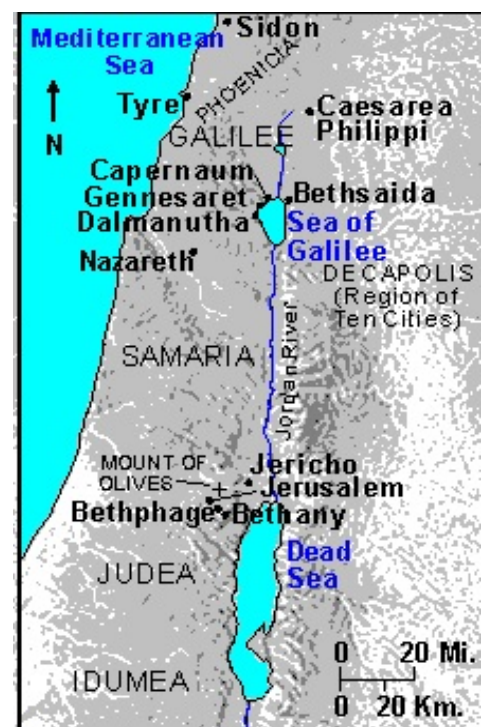 Sidon
Mediterranean
Sea
PHOENICIA
Tyre
N
Caesarea
Philippi
GALILEE
Capernaum
Gennesaret
Bethsaida
Dalmanutha
Sea of
Galilee
Nazareth
DECAPOLIS
(Region of
Ten Cities)
SAMARIA
Jordan River
MOUNT OF
OLIVES
Jericho
Jerusalem
Bethphage
Bethany
Dead
Sea
JUDEA
IDUMEA
0 20 Mi.
0 20 Km.